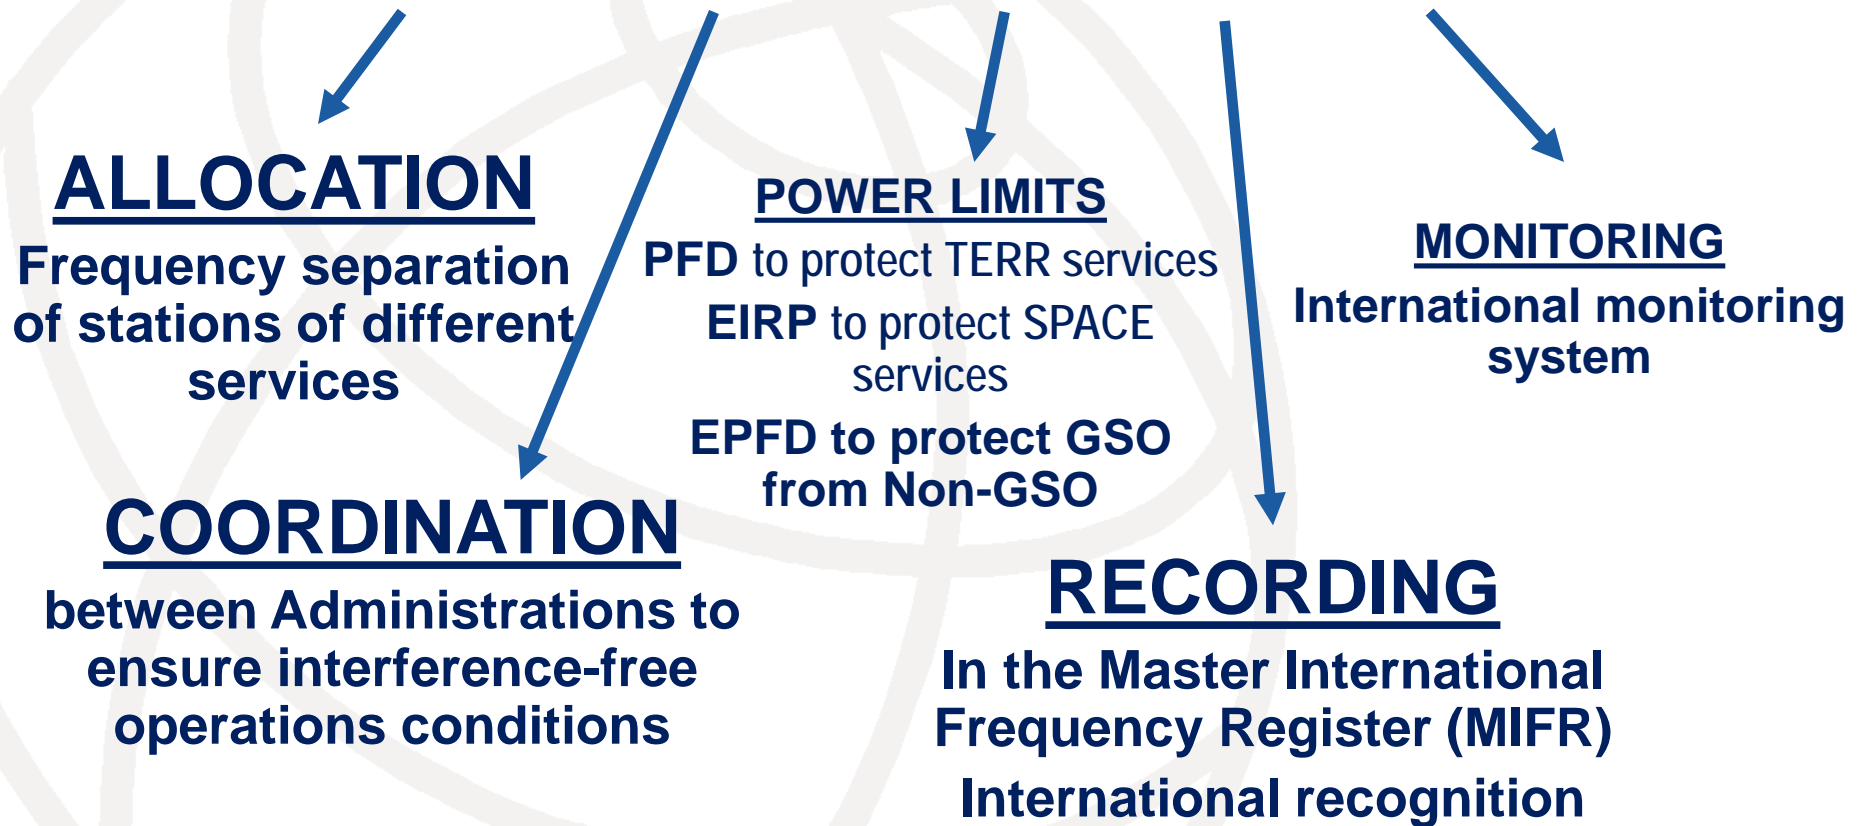 ALLOCATION
Frequency separation
of stations of different
services
POWER LIMITS
PFD to protect TERR services
EIRP to protect SPACE
services
EPFD to protect GSO
from Non-GSO
MONITORING
International monitoring
system
COORDINATION
between Administrations to
ensure interference-free
operations conditions
RECORDING
In the Master International
Frequency Register (MIFR)
International recognition